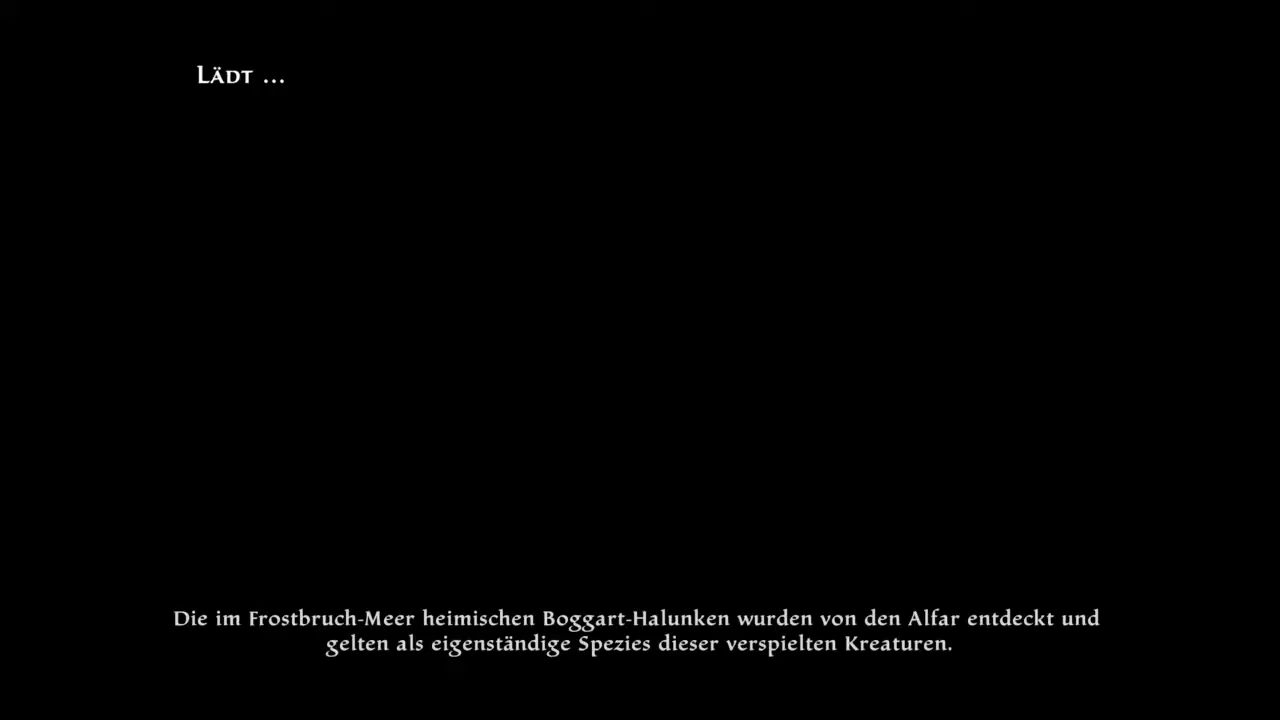 Lädt ...
Die im Frostbruch-Meer heimischen Boggart-Halunken wurden von den Alfar entdeckt und
gelten als eigenständige Spezies dieser verspielten Kreaturen.